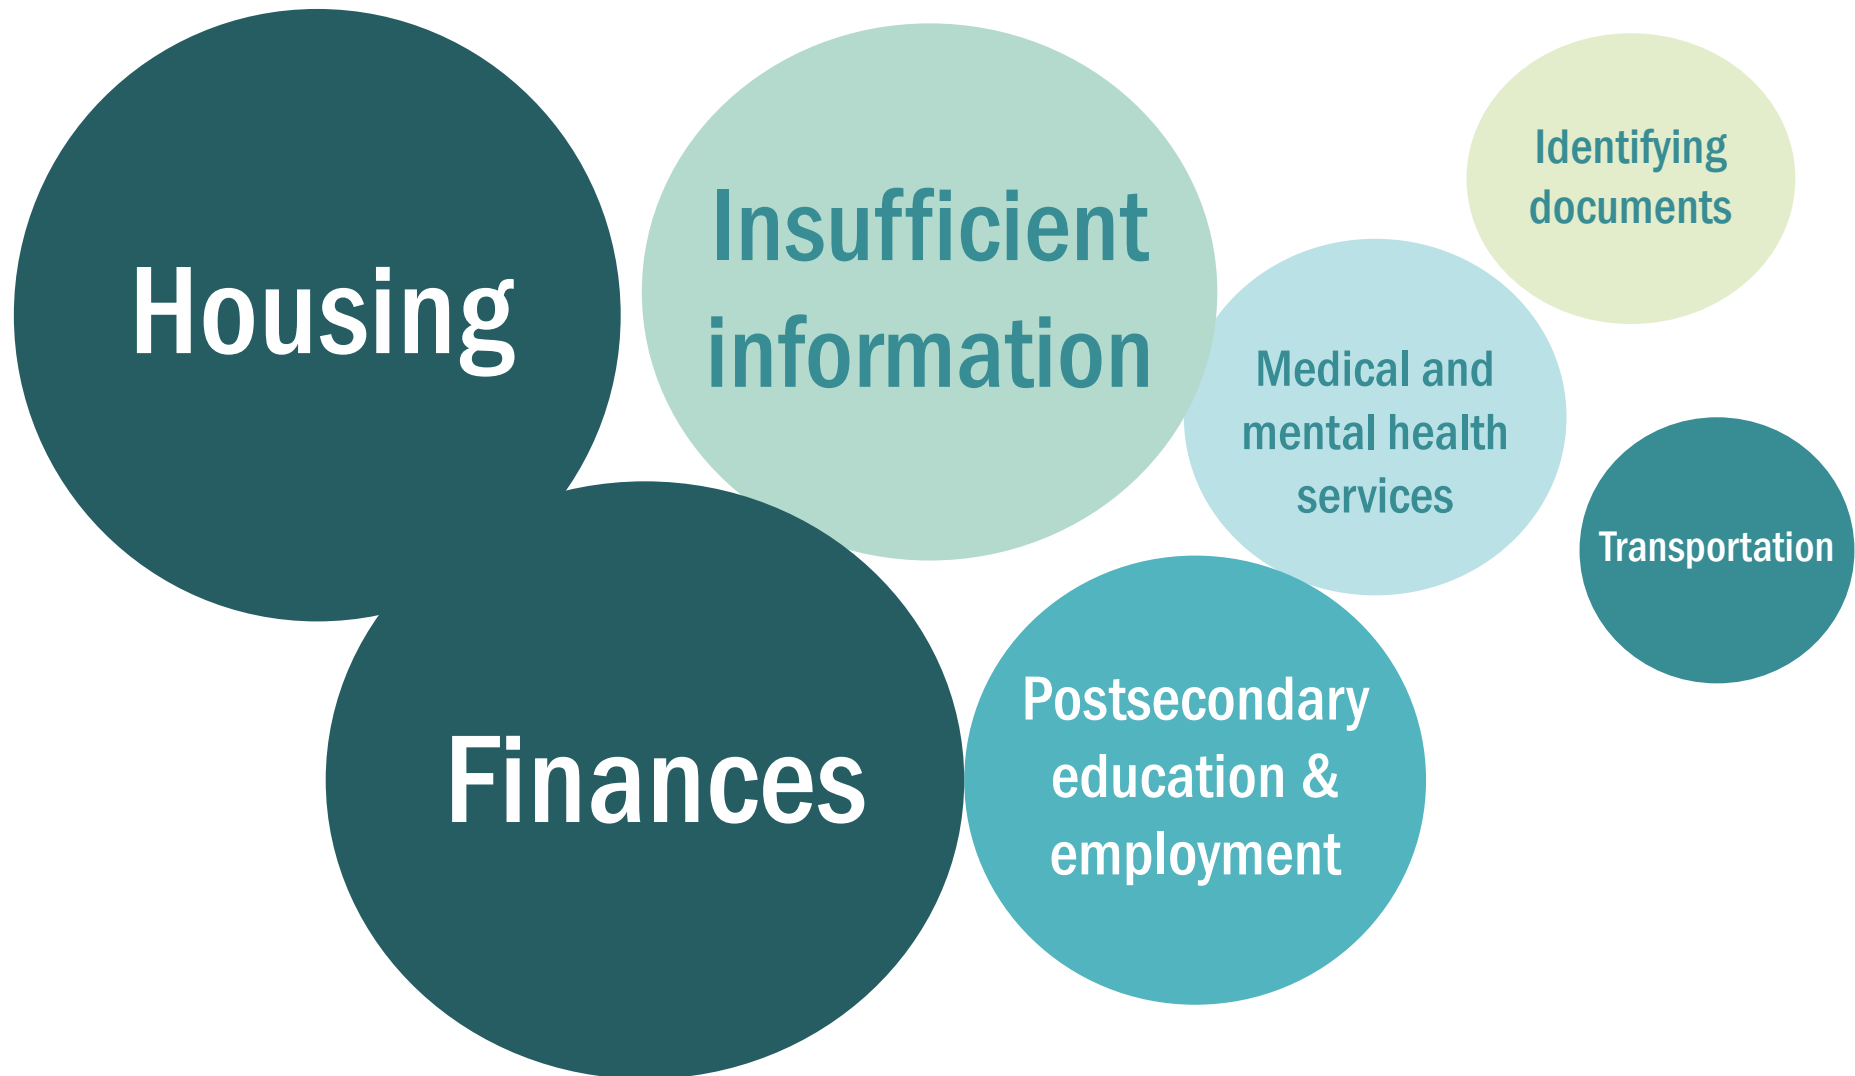 Housing
Insufficient
information
Identifying
documents
Medical and
mental health
services
Transportation
Finances
Postsecondary
education &
employment